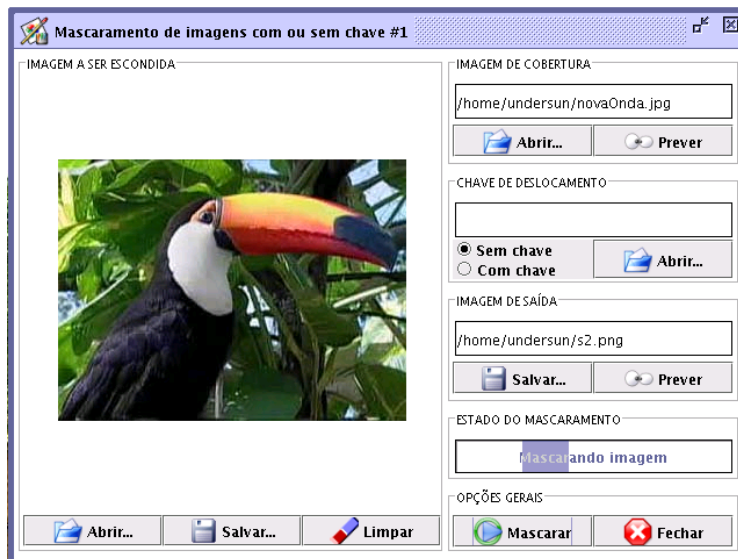 Mascaramento de imagens com ou sem chave #1
IMAGEM A SER ESCONDIDA
Abrir...
Salvar...
Limpar
IMAGEM DE COBERTURA
/home/undersun/novaOnda.jpg
Abrir...
Prever
CHAVE DE DESLOCAMENTO
Sem chave
Com chave
Abrir...
IMAGEM DE SAÍDA
/home/undersun/s2.png
Salvar...
Prever
ESTADO DO MASCARAMENTO
Mascarando imagem
OPÇÕES GERAIS
Mascarar
Fechar